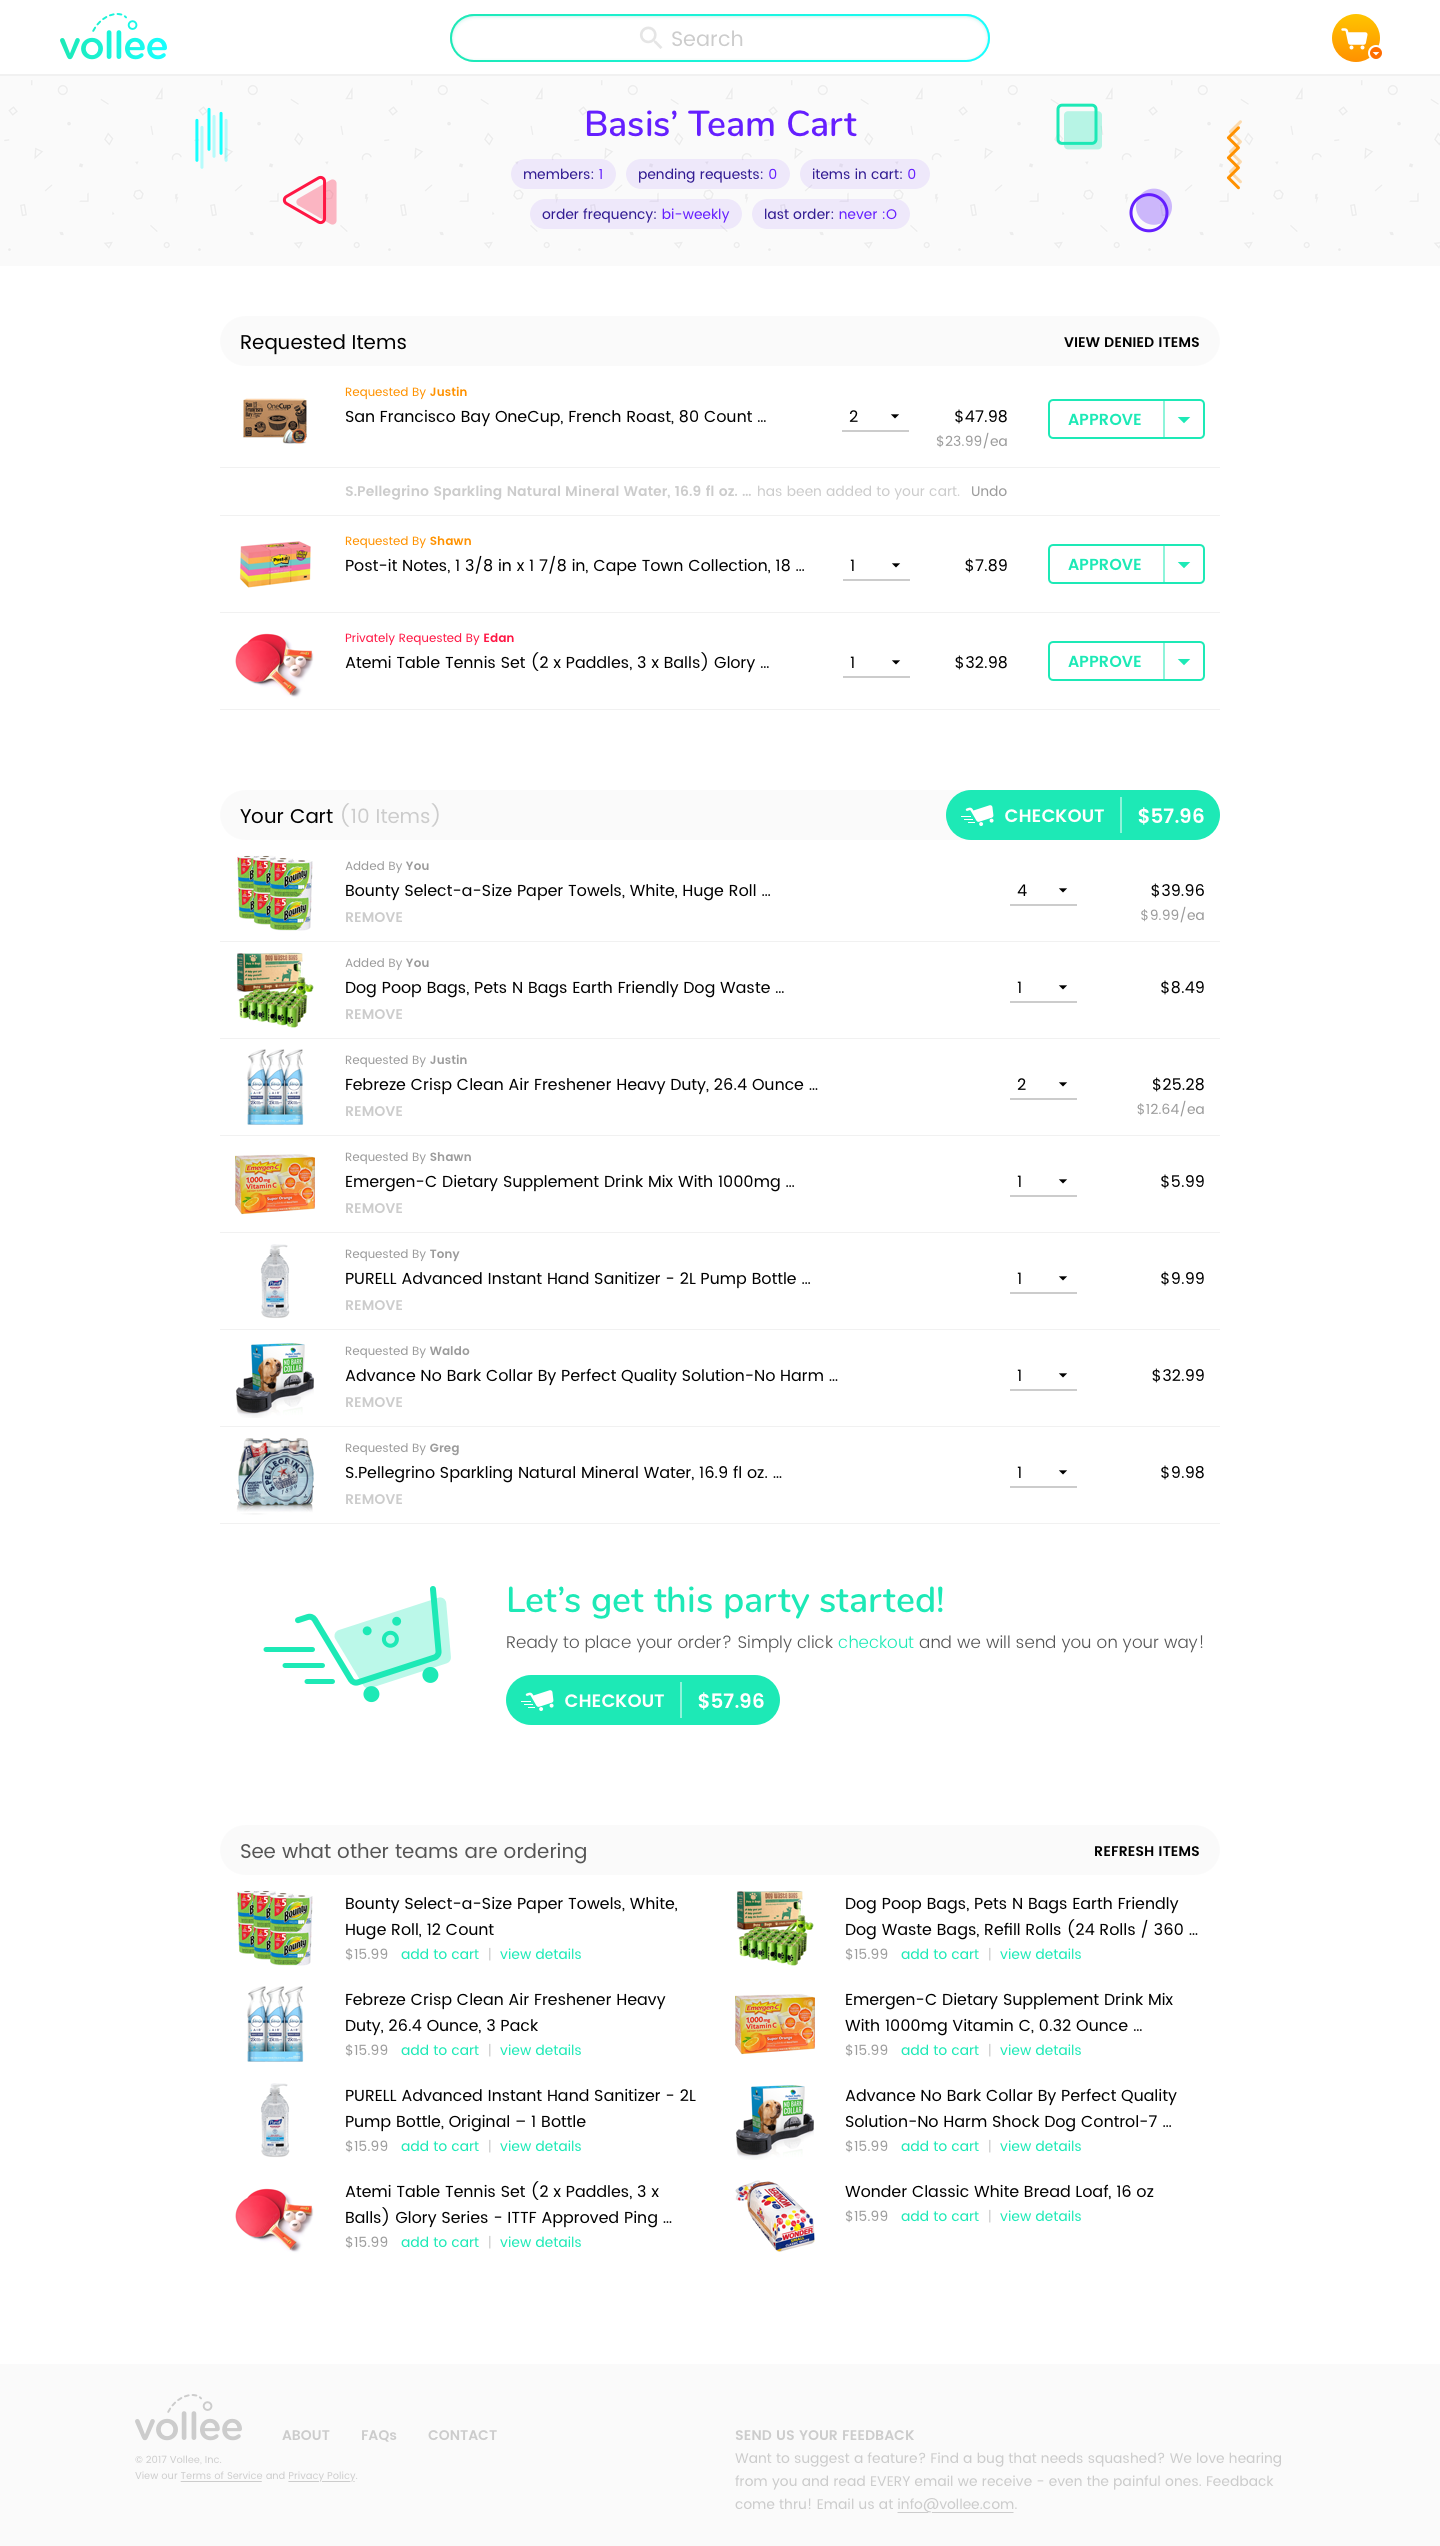 vollee
Search
Basis’ Team Cart
members: 1
pending requests: 0
items in cart: 0
order frequency: bi-weekly
last order: never :O
Requested Items
VIEW DENIED ITEMS
Requested By Justin
San Francisco Bay OneCup, French Roast, 80 Count ...
2
$47.98
$23.99/ea
APPROVE
S.Pellegrino Sparkling Natural Mineral Water, 16.9 fl oz. ... has been added to your cart. Undo
Requested By Shawn
Post-it Notes, 1 3/8 in x 1 7/8 in, Cape Town Collection, 18 ...
1
$7.89
APPROVE
Privately Requested By Edan
Atemi Table Tennis Set (2 x Paddles, 3 x Balls) Glory ...
1
$32.98
APPROVE
Your Cart (10 Items)
CHECKOUT
$57.96
Added By You
Bounty Select-a-Size Paper Towels, White, Huge Roll ...
REMOVE
4
$39.96
$9.99/ea
Added By You
Dog Poop Bags, Pets N Bags Earth Friendly Dog Waste ...
REMOVE
1
$8.49
Requested By Justin
Febreze Crisp Clean Air Freshener Heavy Duty, 26.4 Ounce ...
REMOVE
2
$25.28
$12.64/ea
Requested By Shawn
Emergen-C Dietary Supplement Drink Mix With 1000mg ...
REMOVE
1
$5.99
Requested By Tony
PURELL Advanced Instant Hand Sanitizer - 2L Pump Bottle ...
REMOVE
1
$9.99
Requested By Waldo
Advance No Bark Collar By Perfect Quality Solution-No Harm ...
REMOVE
1
$32.99
Requested By Greg
S.Pellegrino Sparkling Natural Mineral Water, 16.9 fl oz. ...
REMOVE
1
$9.98
Let’s get this party started!
Ready to place your order? Simply click checkout and we will send you on your way!
CHECKOUT
$57.96
See what other teams are ordering
REFRESH ITEMS
Bounty Select-a-Size Paper Towels, White,
Huge Roll, 12 Count
$15.99 add to cart | view details
Dog Poop Bags, Pets N Bags Earth Friendly
Dog Waste Bags, Refill Rolls (24 Rolls / 360 ...
$15.99 add to cart | view details
Febreze Crisp Clean Air Freshener Heavy
Duty, 26.4 Ounce, 3 Pack
$15.99 add to cart | view details
Emergen-C Dietary Supplement Drink Mix
With 1000mg Vitamin C, 0.32 Ounce ...
$15.99 add to cart | view details
PURELL Advanced Instant Hand Sanitizer - 2L
Pump Bottle, Original – 1 Bottle
$15.99 add to cart | view details
Advance No Bark Collar By Perfect Quality
Solution-No Harm Shock Dog Control-7 ...
$15.99 add to cart | view details
Atemi Table Tennis Set (2 x Paddles, 3 x
Balls) Glory Series - ITTF Approved Ping ...
$15.99 add to cart | view details
Wonder Classic White Bread Loaf, 16 oz
$15.99 add to cart | view details
vollee
ABOUT
FAQs
CONTACT
© 2017 Vollee, Inc.
View our Terms of Service and Privacy Policy.
SEND US YOUR FEEDBACK
Want to suggest a feature? Find a bug that needs squashed? We love hearing
from you and read EVERY email we receive - even the painful ones. Feedback
come thru! Email us at info@vollee.com.